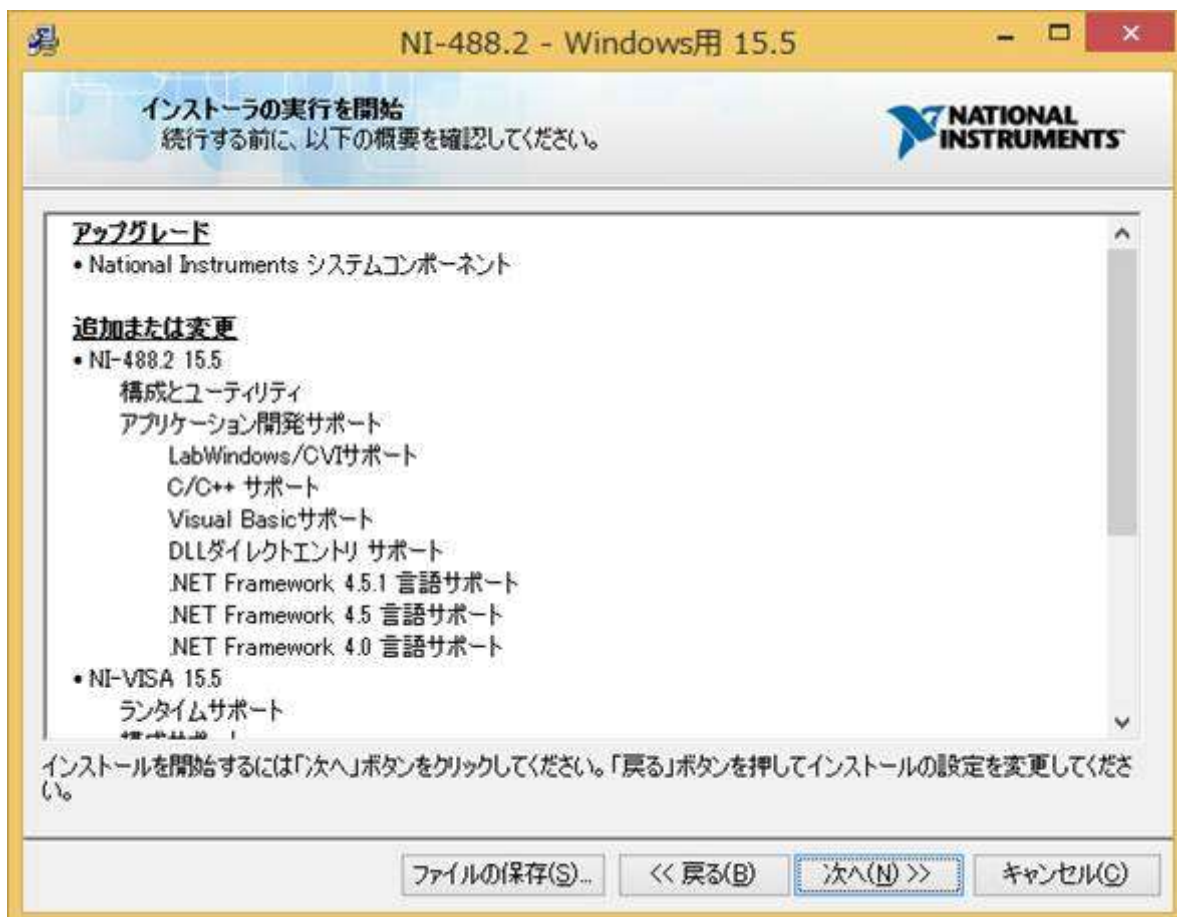 NI-488.2 - Windows用 15.5
インストーラの実行を開始
続行する前に、以下の概要を確認してください。
NATIONAL
INSTRUMENTS
アップグレード
• National Instruments システムコンポーネント
追加または変更
• NI-488.2 15.5
構成とユーティリティ
アプリケーション開発サポート
LabWindows/CVIサポート
C/C++ サポート
Visual Basicサポート
DLLダイレクトエントリ サポート
.NET Framework 4.5.1 言語サポート
.NET Framework 4.5 言語サポート
.NET Framework 4.0 言語サポート
• NI-VISA 15.5
ランタイムサポート
インストールを開始するには「次へ」ボタンをクリックしてください。「戻る」ボタンを押してインストールの設定を変更してくださ
い。
ファイルの保存(S)... << 戻る(B) 次へ(N) >> キャンセル(C)